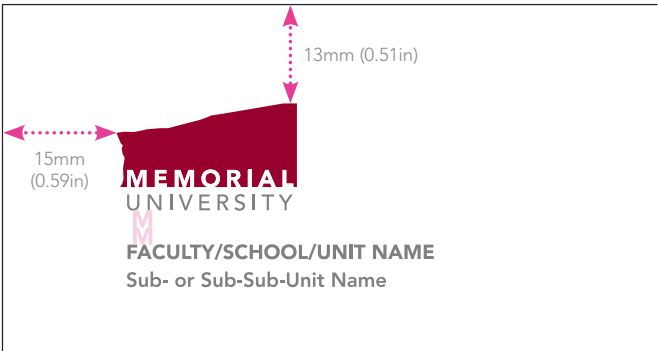 13mm (0.51in)
15mm
(0.59in)
MEMORIAL
UNIVERSITY
M
M
FACULTY/SCHOOL/UNIT NAME
Sub- or Sub-Sub-Unit Name